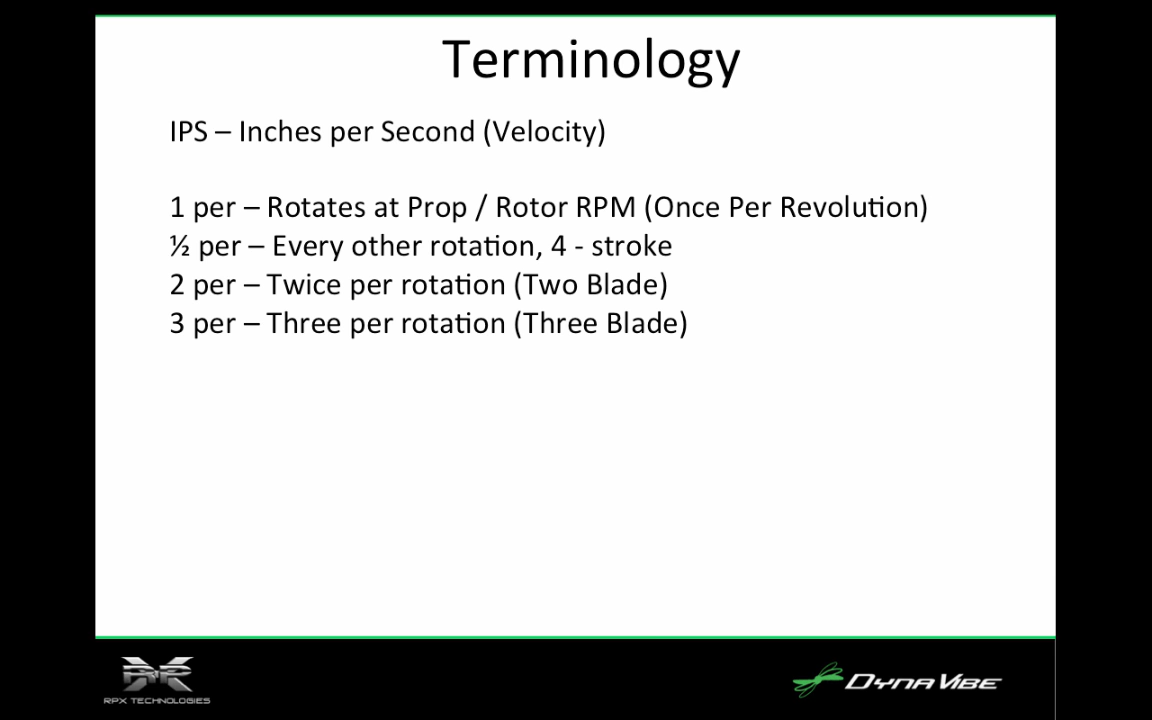 Terminology
IPS – Inches per Second (Velocity)
1 per – Rotates at Prop / Rotor RPM (Once Per Revolution)
½ per – Every other rotation, 4 - stroke
2 per – Twice per rotation (Two Blade)
3 per – Three per rotation (Three Blade)
RPX TECHNOLOGIES
DYNAVIBE